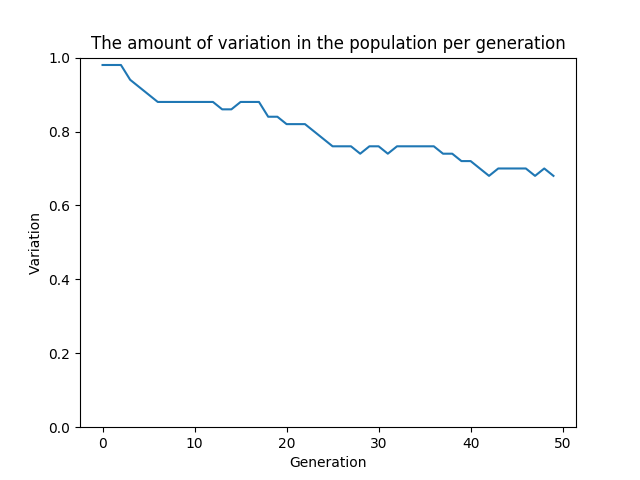 The amount of variation in the population per generation
1.0
0.8
0.6
0.4
0.2
0.0
Variation
0 10 20 30 40 50
Generation